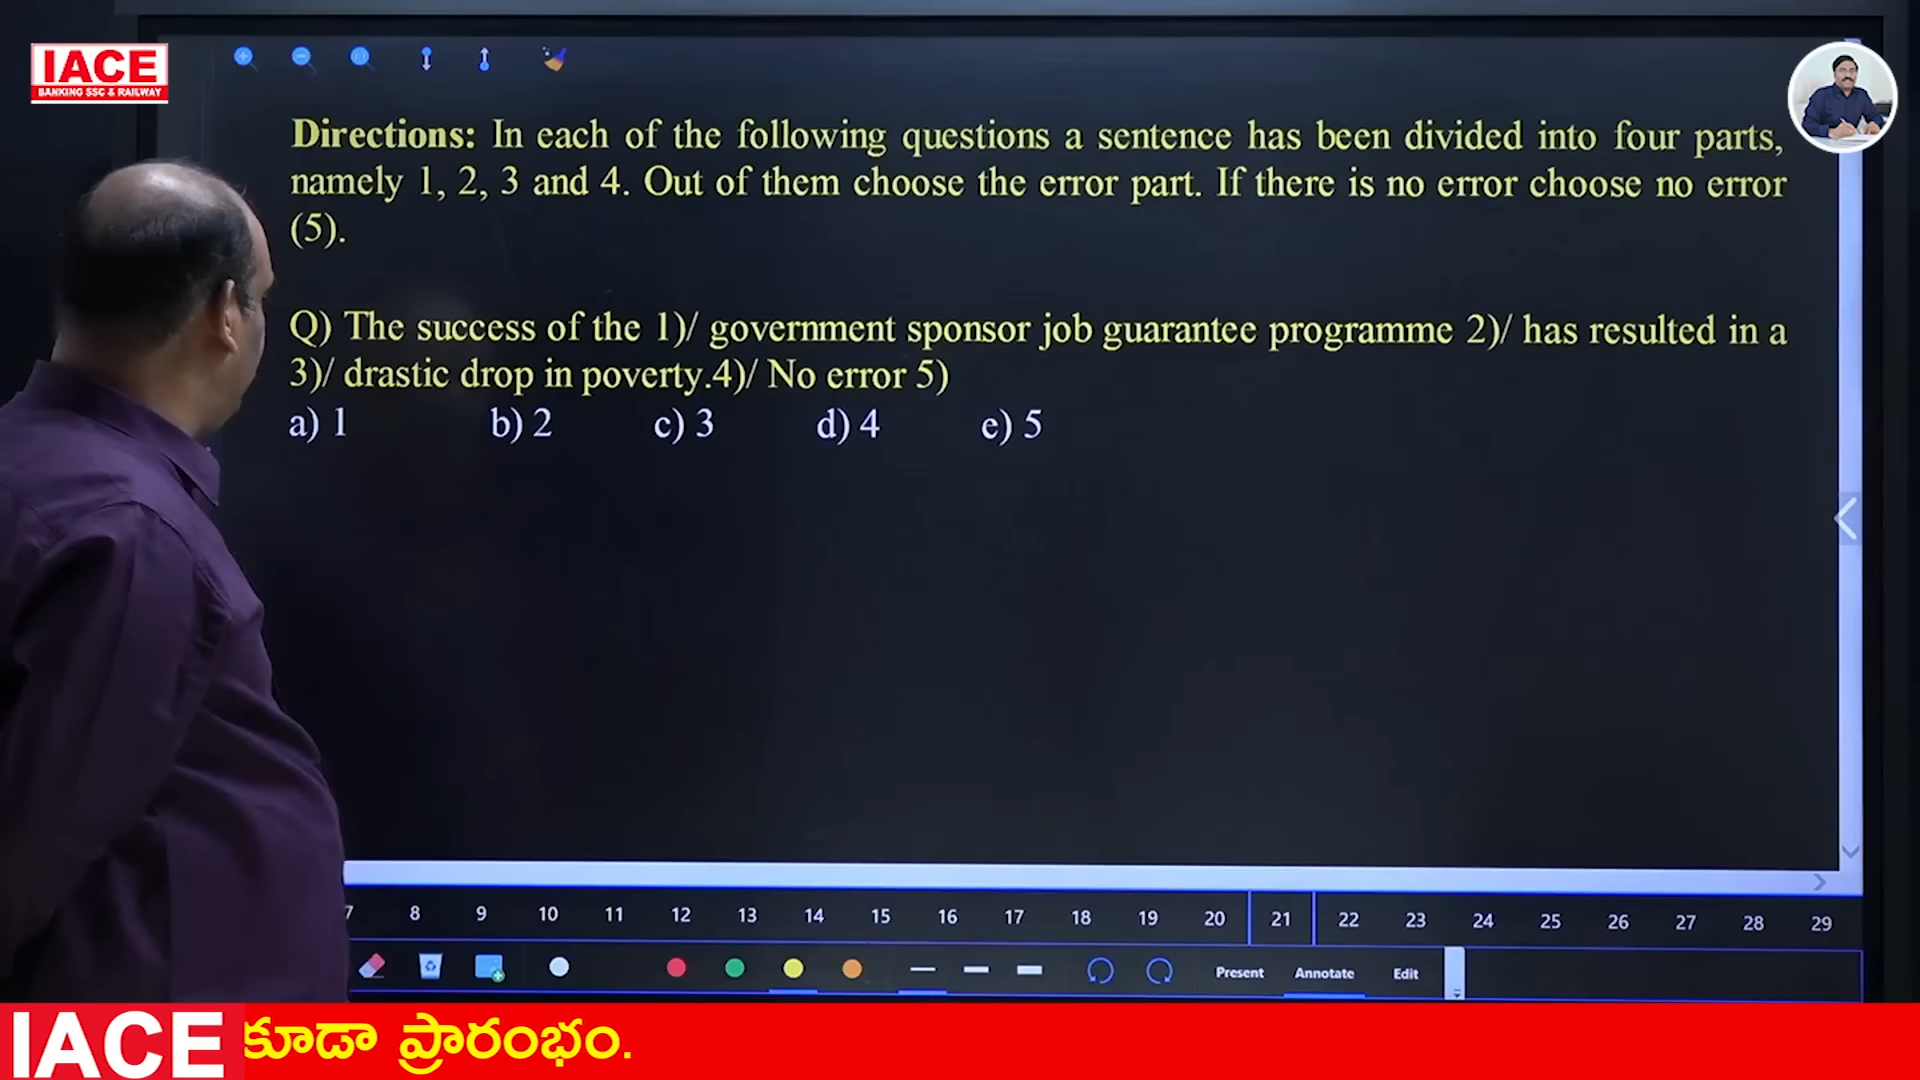 IACE
BANKING SSC & RAILWAY
Directions: In each of the following questions a sentence has been divided into four parts,
namely 1, 2, 3 and 4. Out of them choose the error part. If there is no error choose no error
(5).
Q) The success of the 1)/ government sponsor job guarantee programme 2)/ has resulted in a
3)/ drastic drop in poverty.4)/ No error 5)
a) 1 b) 2 c) 3 d) 4 e) 5
7 8 9 10 11 12 13 14 15 16 17 18 19 20 21 22 23 24 25 26 27 28 29
Present Annotate Edit
IACE కూడా ప్రారంభం.